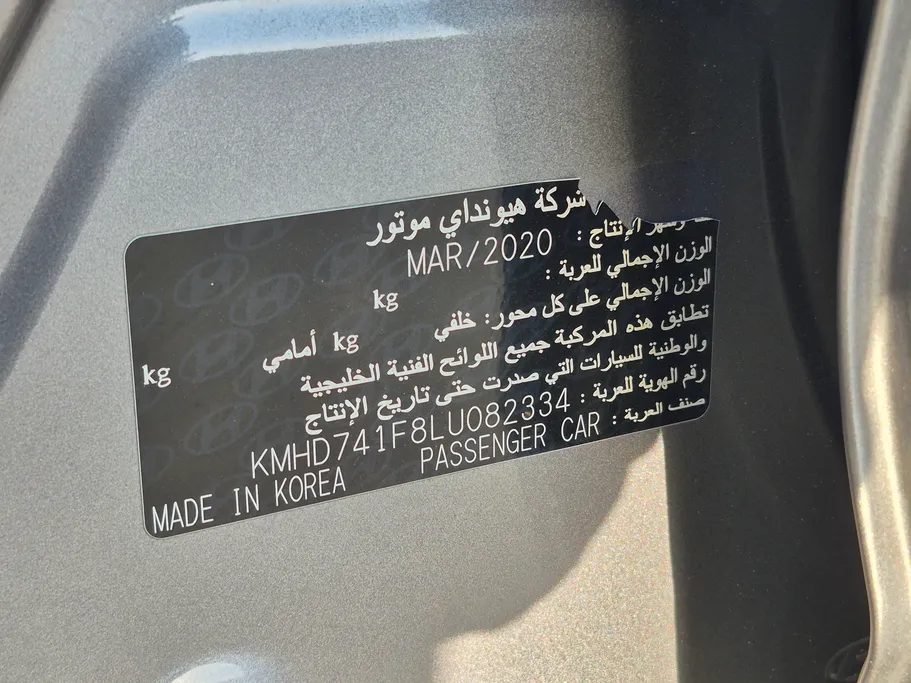 شركة هيونداي موتور
وشهر الإنتاج : MAR/2020
الوزن الإجمالي للعربة : kg
الوزن الإجمالي على كل محور: خلفي kg أمامي kg
تطابق هذه المركبة جميع اللوائح الفنية الخليجية
والوطنية للسيارات التي صدرت حتى تاريخ الإنتاج
رقم الهوية للعربة : KMHD741F8LU082334
صنف العربة : PASSENGER CAR MADE IN KOREA